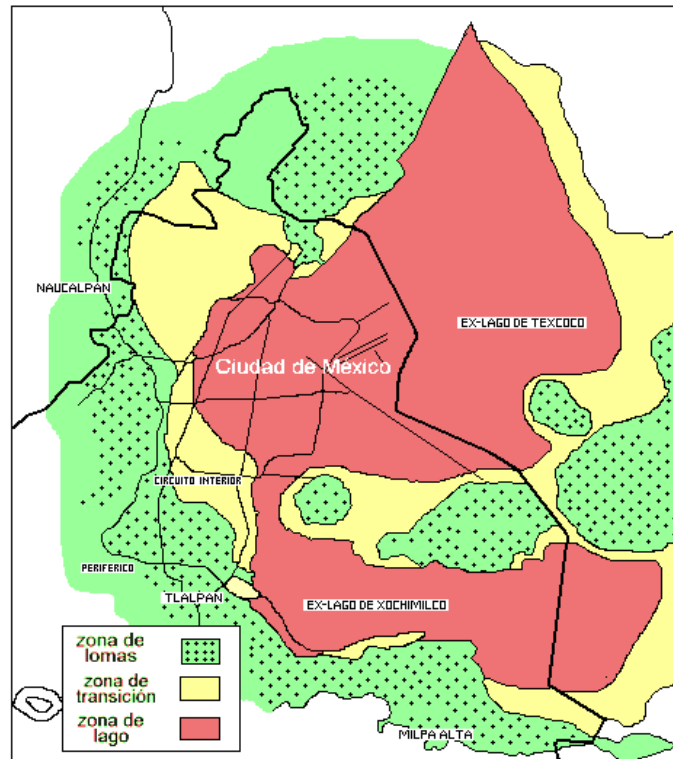 NAUCALPAN
EX-LAGO DE TEXCOCO
Ciudad de México
CIRCUITO INTERIOR
PERIFERICO
TLALPAN
EX-LAGO DE XOCHIMILCO
zona de
lomas
zona de
transición
zona de
lago
MILPA ALTA